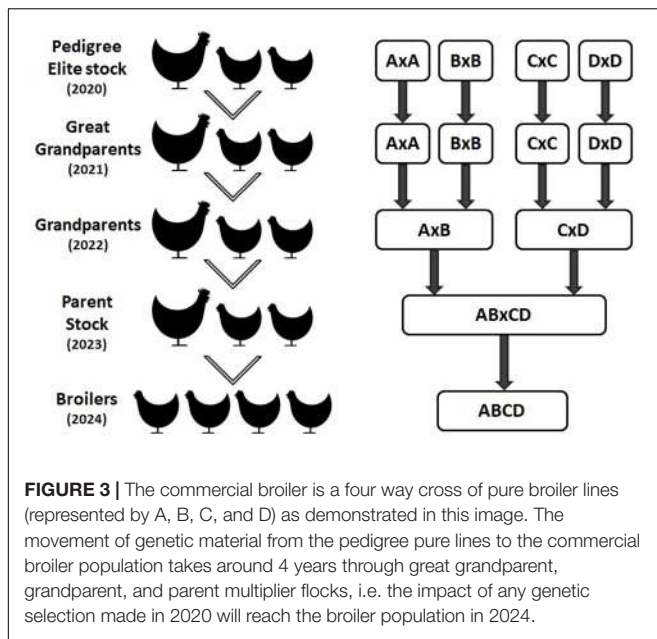 Pedigree
Elite stock
(2020)
Great
Grandparents
(2021)
Grandparents
(2022)
Parent
Stock
(2023)
Broilers
(2024)
AxA BxB CxC DxD
AxA BxB CxC DxD
AxB CxD
ABxCD
ABCD
FIGURE 3 | The commercial broiler is a four way cross of pure broiler lines
(represented by A, B, C, and D) as demonstrated in this image. The
movement of genetic material from the pedigree pure lines to the commercial
broiler population takes around 4 years through great grandparent,
grandparent, and parent multiplier flocks, i.e. the impact of any genetic
selection made in 2020 will reach the broiler population in 2024.